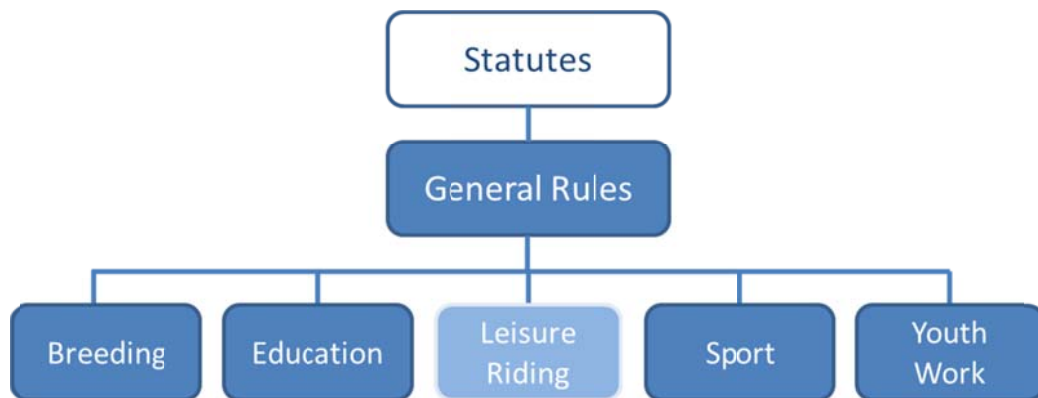 Statutes
General Rules
Breeding
Education
Leisure
Riding
Sport
Youth
Work